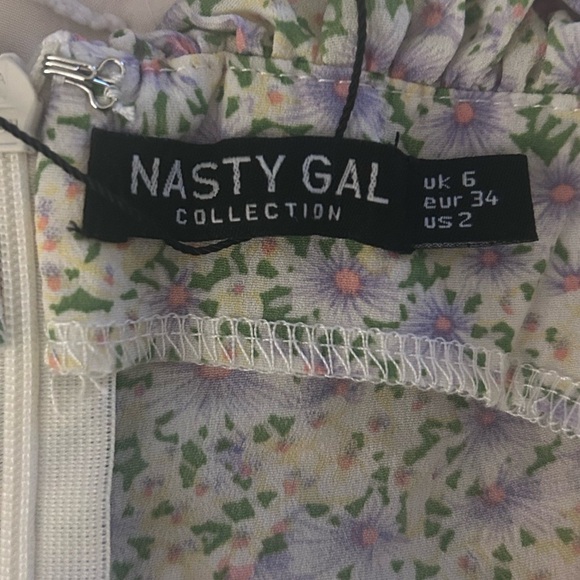 NASTY GAL
COLLECTION
uk 6
eur 34
us 2